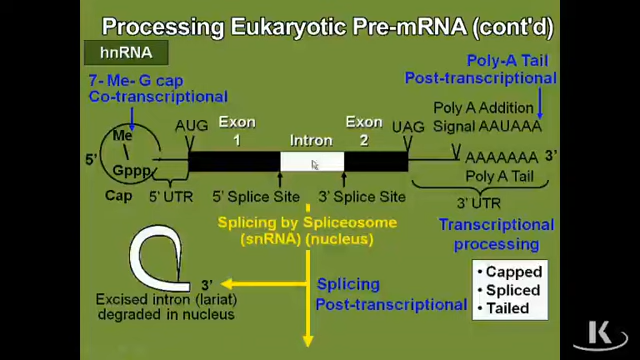 Processing Eukaryotic Pre-mRNA (cont'd)
hnRNA
7- Me- G cap
Co-transcriptional
Poly-A Tail
Post-transcriptional
Poly A Addition
Signal AAUAAA
Me
Gppp
5'
Cap
AUG
Exon
1
Intron
Exon
2
UAG
AAAAAAA 3'
Poly A Tail
5' UTR
5' Splice Site
3' Splice Site
3' UTR
Splicing by Spliceosome
(snRNA) (nucleus)
Transcriptional
processing
• Capped
• Spliced
• Tailed
3'
Excised intron (lariat)
degraded in nucleus
Splicing
Post-transcriptional
K